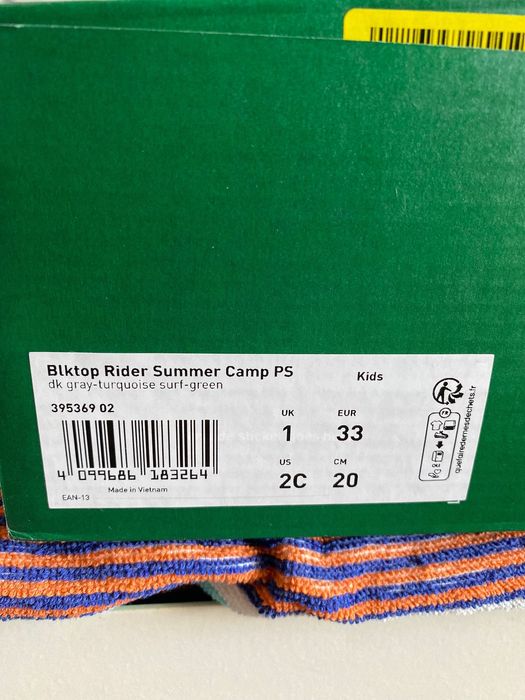 Blktop Rider Summer Camp PS
Kids
dk gray-turquoise surf-green
395369 02
UK
EUR
1
33
US
CM
2C
20
4 099686 183264
Made in Vietnam
EAN-13
FR
quefairedemesdechets.fr